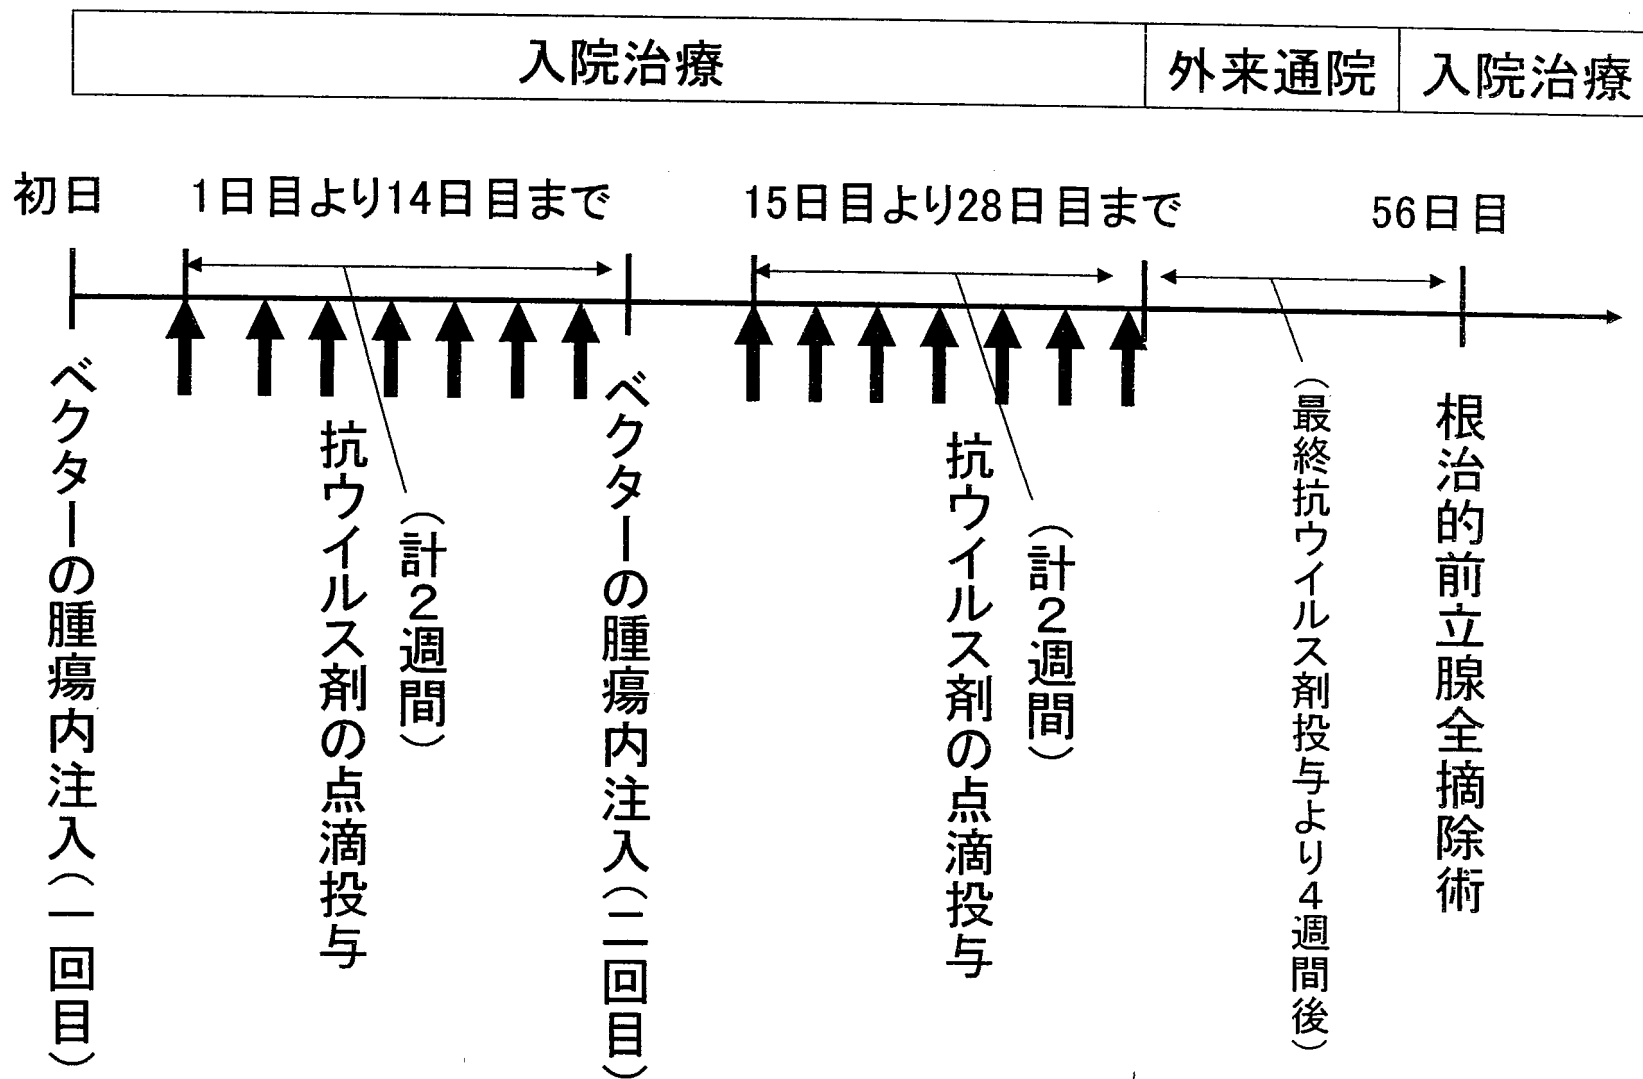 入院治療
外来通院
入院治療
初日
1日目より14日目まで
15日目より28日目まで
56日目
ベクターの腫瘍内注入(一回目)
抗ウイルス剤の点滴投与
(計2週間)
ベクターの腫瘍内注入(二回目)
抗ウイルス剤の点滴投与
(計2週間)
(最終抗ウイルス剤投与より4週間後)
根治的前立腺全摘除術